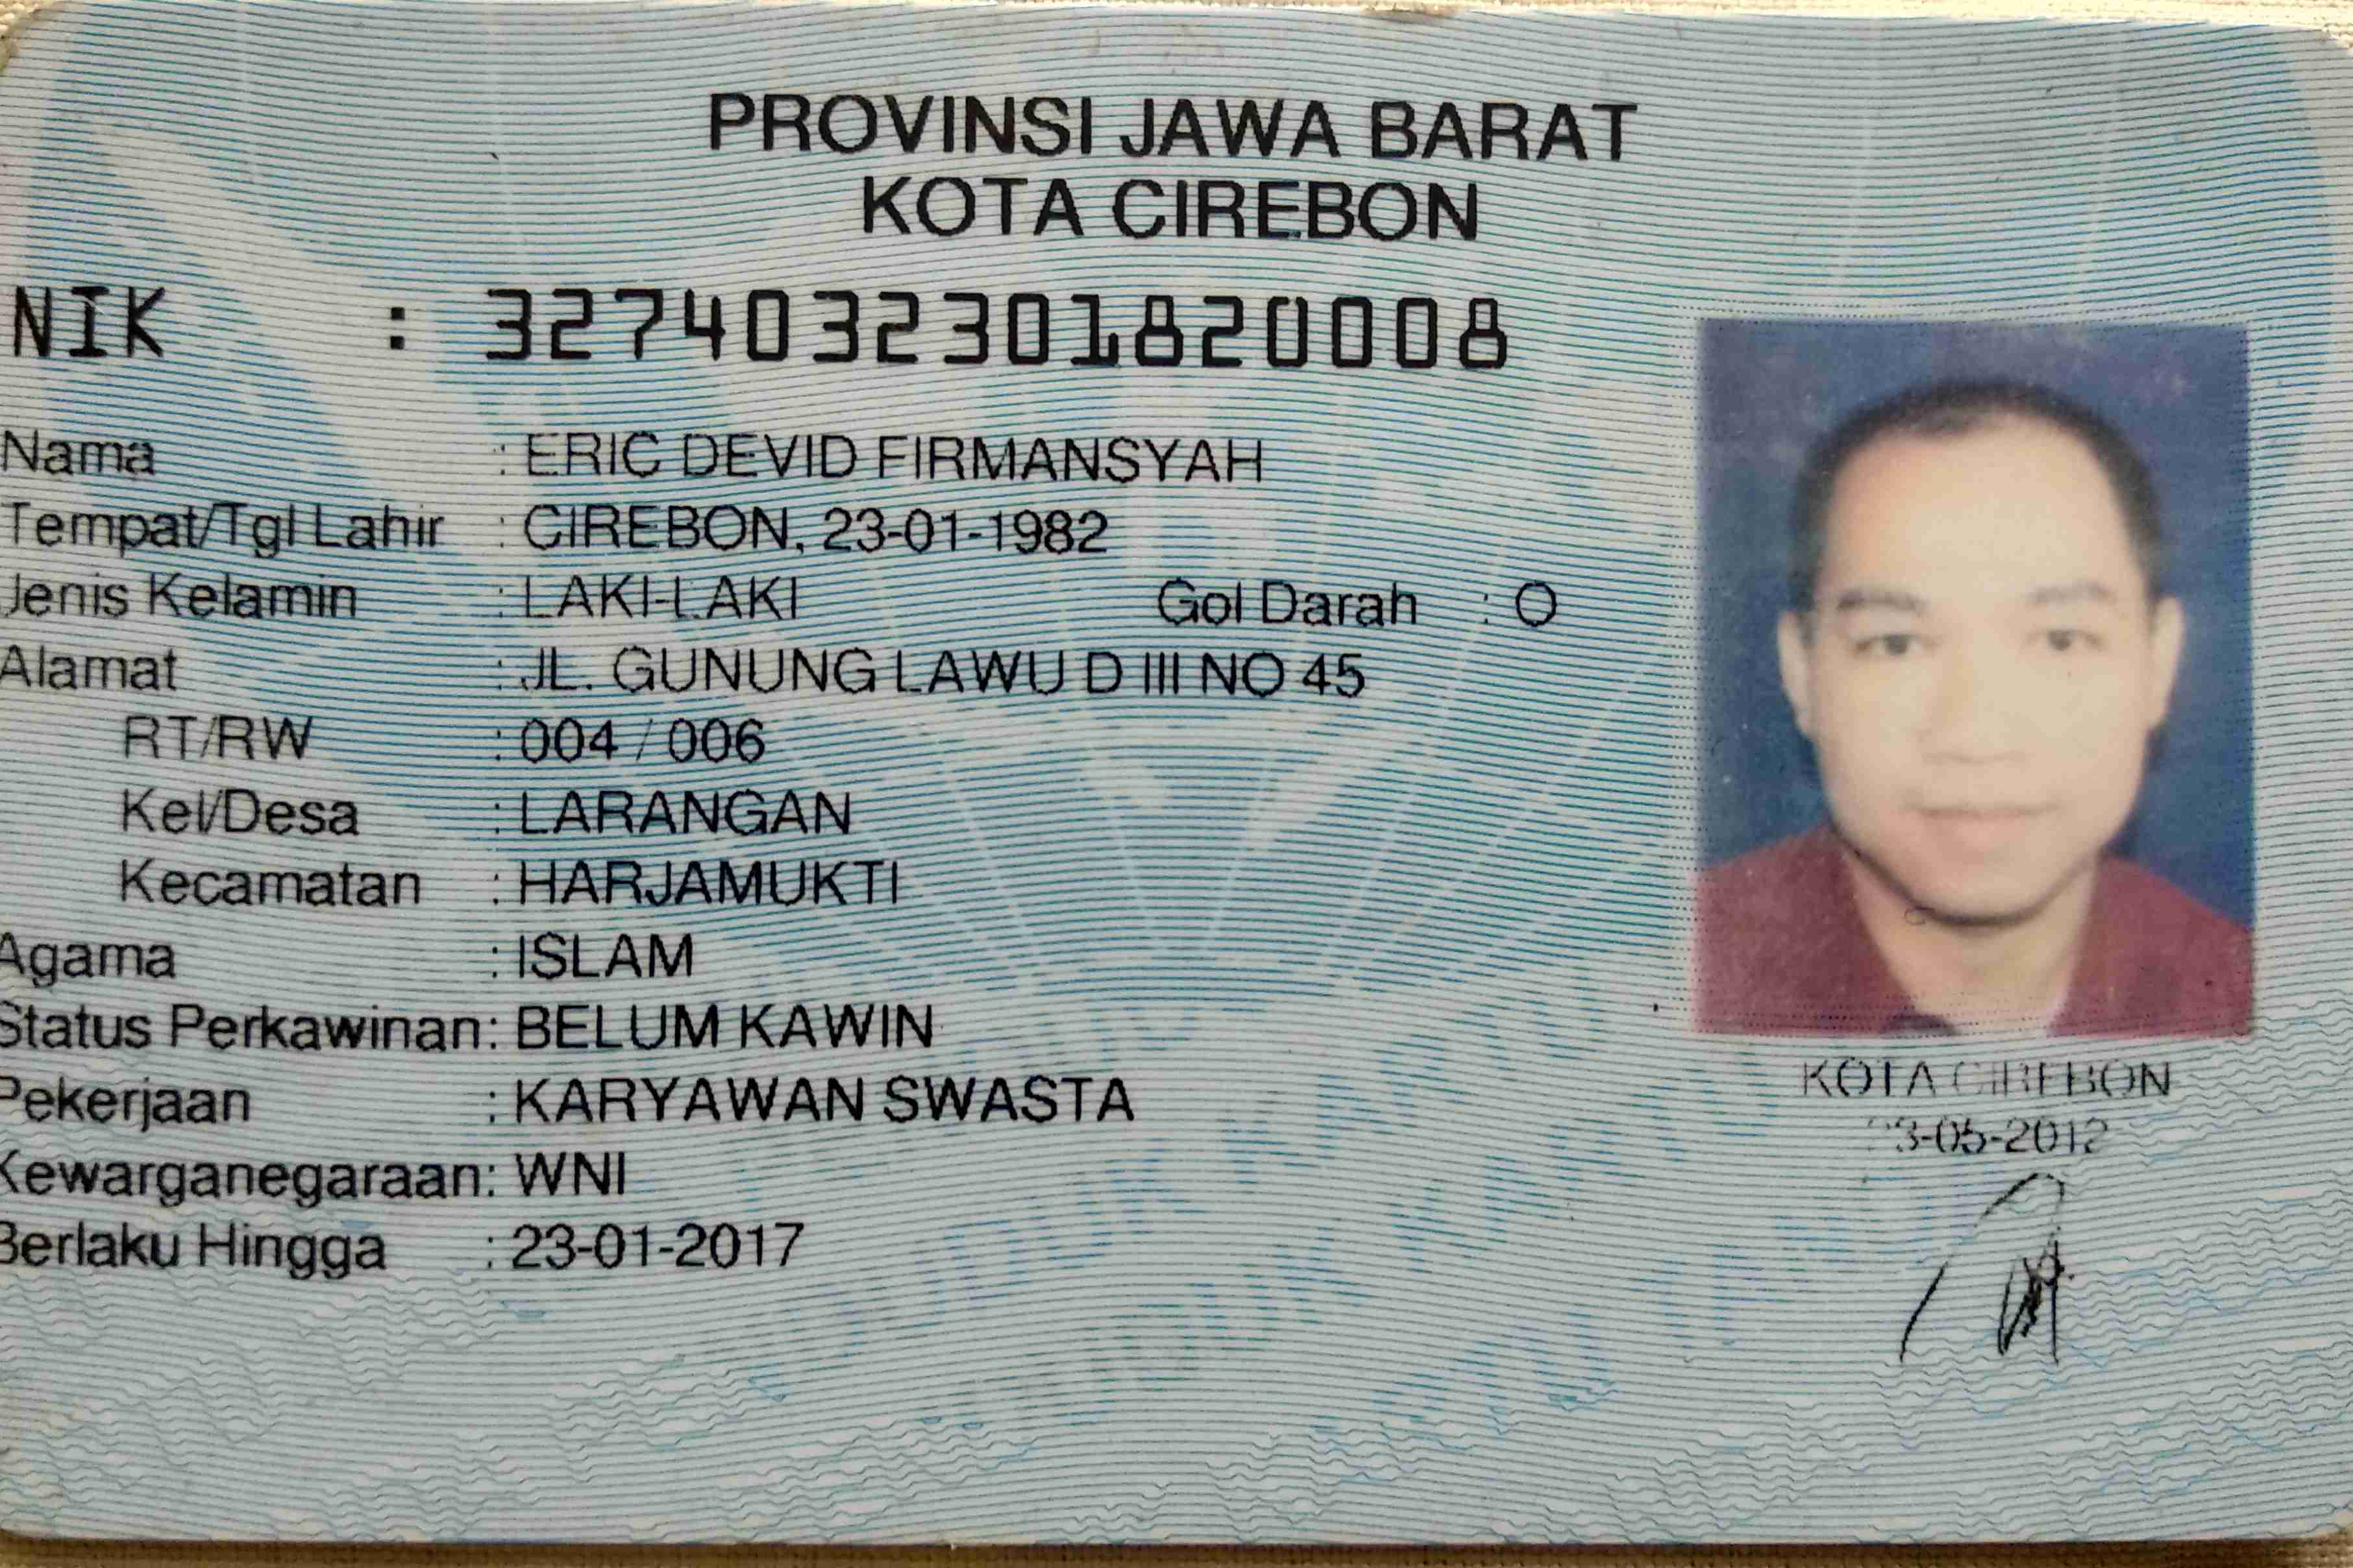 PROVINSI JAWA BARAT
KOTA CIREBON
NIK : 3274032301820008
Nama : ERIC DEVID FIRMANSYAH
Tempat/Tgl Lahir : CIREBON, 23-01-1982
Jenis Kelamin : LAKI-LAKI Gol Darah : O
Alamat : JL. GUNUNG LAWU D III NO 45
RT/RW : 004 / 006
Kel/Desa : LARANGAN
Kecamatan : HARJAMUKTI
Agama : ISLAM
Status Perkawinan: BELUM KAWIN
Pekerjaan : KARYAWAN SWASTA
Kewarganegaraan: WNI
Berlaku Hingga : 23-01-2017
KOTA CIREBON